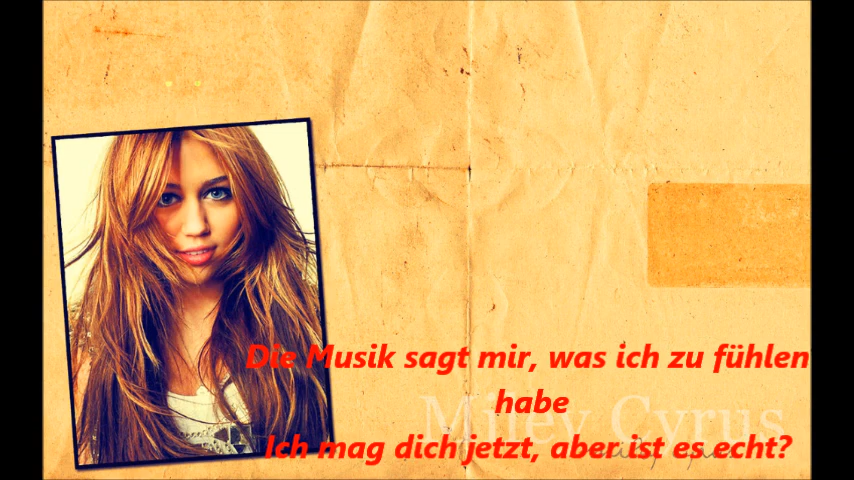 Die Musik sagt mir, was ich zu fühlen
habe
Miley Cyrus
Ich mag dich jetzt, aber ist es echt?